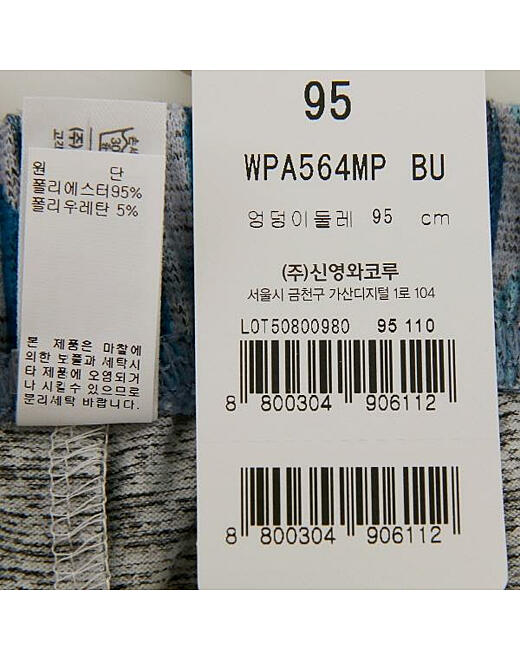 95
WPA564MP BU
엉덩이둘레 95 cm
(주)신영와코루
서울시 금천구 가산디지털 1로 104
LOT50800980 95 110
8 800304 906112
8 800304 906112
30
(주)
원 단
폴리에스터95%
폴리우레탄 5%
본 제품은 마찰에
의한 보풀과 세탁시
타 제품에 오염되거
나 시킬수 있으므로
분리세탁 바랍니다.